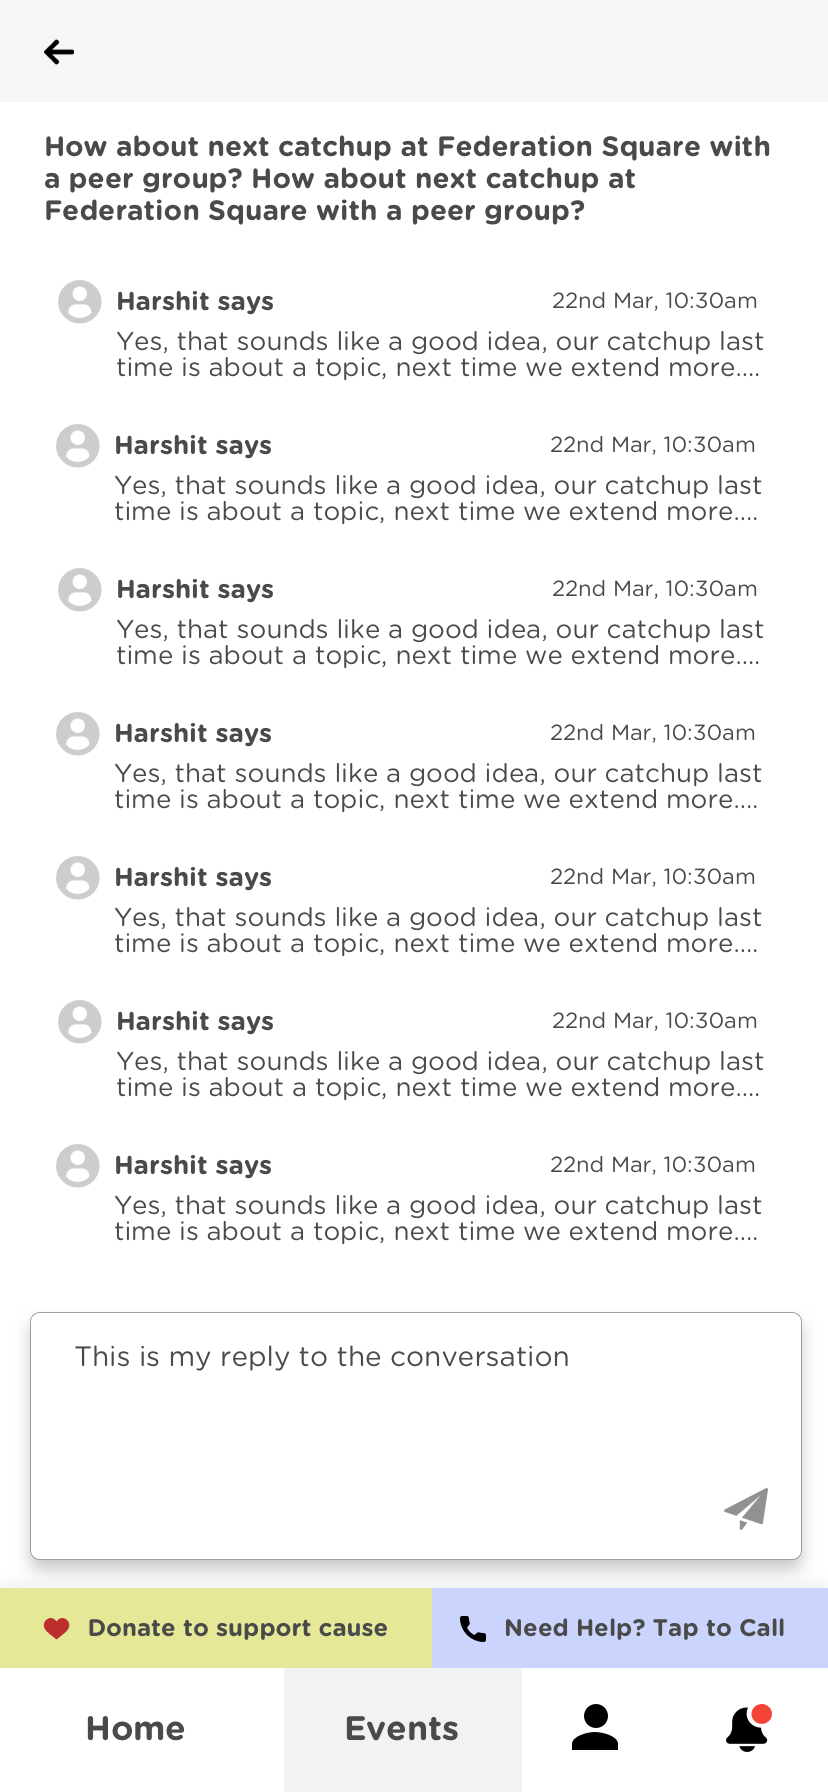 How about next catchup at Federation Square with
a peer group? How about next catchup at
Federation Square with a peer group?
Harshit says 22nd Mar, 10:30am
Yes, that sounds like a good idea, our catchup last
time is about a topic, next time we extend more....
Harshit says 22nd Mar, 10:30am
Yes, that sounds like a good idea, our catchup last
time is about a topic, next time we extend more....
Harshit says 22nd Mar, 10:30am
Yes, that sounds like a good idea, our catchup last
time is about a topic, next time we extend more....
Harshit says 22nd Mar, 10:30am
Yes, that sounds like a good idea, our catchup last
time is about a topic, next time we extend more....
Harshit says 22nd Mar, 10:30am
Yes, that sounds like a good idea, our catchup last
time is about a topic, next time we extend more....
Harshit says 22nd Mar, 10:30am
Yes, that sounds like a good idea, our catchup last
time is about a topic, next time we extend more....
Harshit says 22nd Mar, 10:30am
Yes, that sounds like a good idea, our catchup last
time is about a topic, next time we extend more....
This is my reply to the conversation
Donate to support cause Need Help? Tap to Call
Home Events